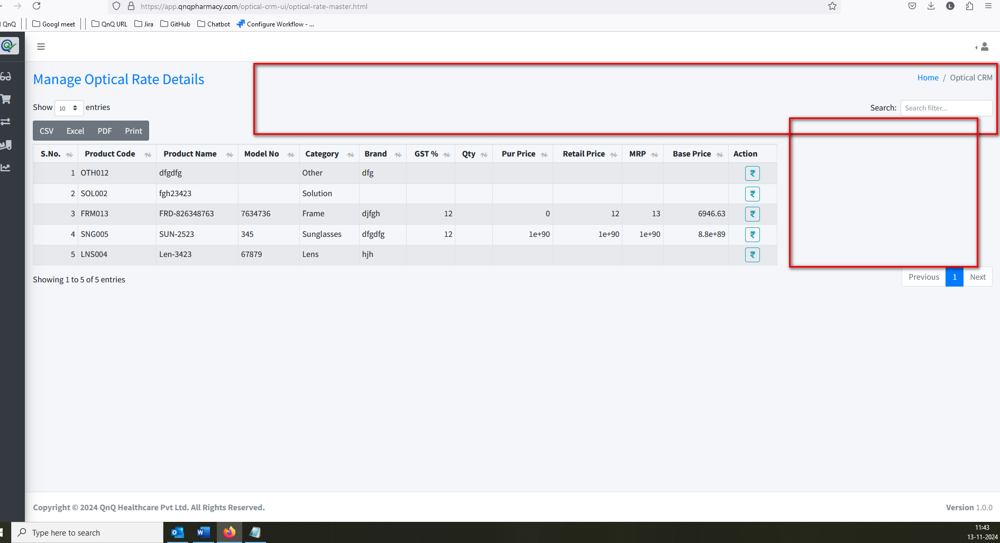 https://app.qnqpharmacy.com/optical-crm-ui/optical-rate-master.html
L
QnQ Googl meet QnQ URL Jira GitHub Chatbot Configure Workflow - ...
Manage Optical Rate Details
Home / Optical CRM
Show 10 entries
Search: Search filter...
CSV Excel PDF Print
S.No. Product Code Product Name Model No Category Brand GST % Qty Pur Price Retail Price MRP Base Price Action
1 OTH012 dfgdfg Other dfg ₹
2 SOL002 fgh23423 Solution ₹
3 FRM013 FRD-826348763 7634736 Frame djfgh 12 0 12 13 6946.63 ₹
4 SNG005 SUN-2523 345 Sunglasses dfgdfg 12 1e+90 1e+90 1e+90 8.8e+89 ₹
5 LNS004 Len-3423 67879 Lens hjh ₹
Showing 1 to 5 of 5 entries
Previous 1 Next
Copyright © 2024 QnQ Healthcare Pvt Ltd. All Rights Reserved.
Version 1.0.0
Type here to search
11:43
13-11-2024